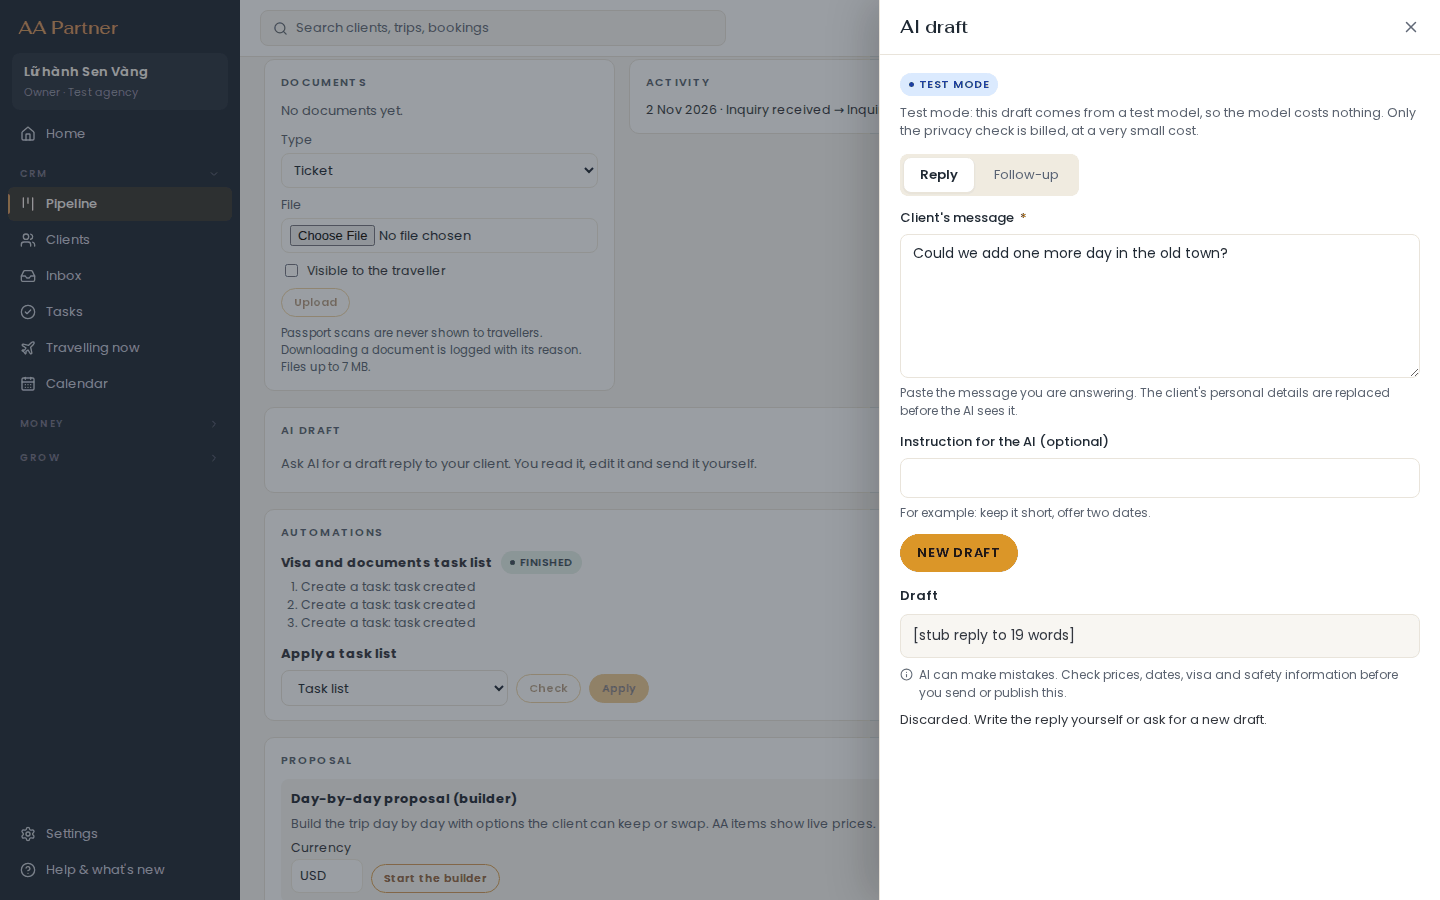 AA Partner
Lữ hành Sen Vàng
Owner · Test agency
Home
CRM
Pipeline
Clients
Inbox
Tasks
Travelling now
Calendar
MONEY
GROW
Settings
Help & what's new
Search clients, trips, bookings
DOCUMENTS
No documents yet.
Type
Ticket
File
Choose File No file chosen
Visible to the traveller
Upload
Passport scans are never shown to travellers.
Downloading a document is logged with its reason.
Files up to 7 MB.
ACTIVITY
2 Nov 2026 · Inquiry received → Inqui
AI DRAFT
Ask AI for a draft reply to your client. You read it, edit it and send it yourself.
AUTOMATIONS
Visa and documents task list FINISHED
1. Create a task: task created
2. Create a task: task created
3. Create a task: task created
Apply a task list
Task list Check Apply
PROPOSAL
Day-by-day proposal (builder)
Build the trip day by day with options the client can keep or swap. AA items show live prices.
Currency
USD Start the builder
AI draft
TEST MODE
Test mode: this draft comes from a test model, so the model costs nothing. Only
the privacy check is billed, at a very small cost.
Reply Follow-up
Client's message *
Could we add one more day in the old town?
Paste the message you are answering. The client's personal details are replaced
before the AI sees it.
Instruction for the AI (optional)
For example: keep it short, offer two dates.
NEW DRAFT
Draft
[stub reply to 19 words]
AI can make mistakes. Check prices, dates, visa and safety information before
you send or publish this.
Discarded. Write the reply yourself or ask for a new draft.